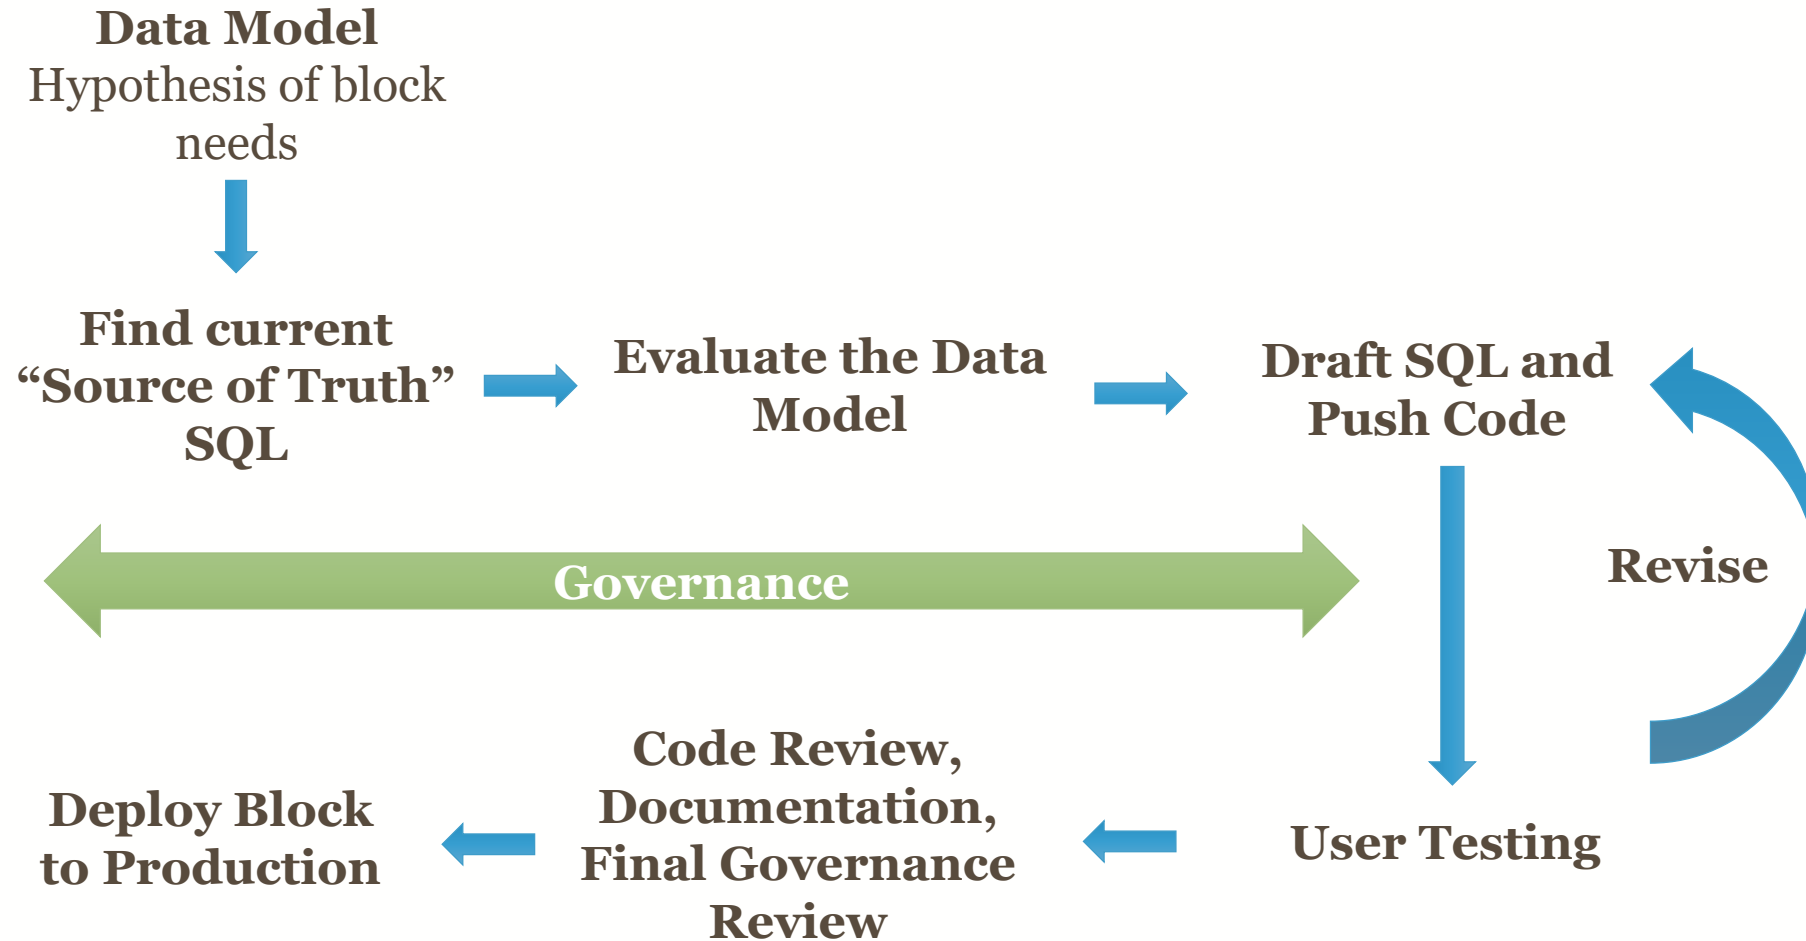 Data Model
Hypothesis of block
needs
Find current
“Source of Truth”
SQL
Evaluate the Data
Model
Draft SQL and
Push Code
Governance
Revise
Deploy Block
to Production
Code Review,
Documentation,
Final Governance
Review
User Testing